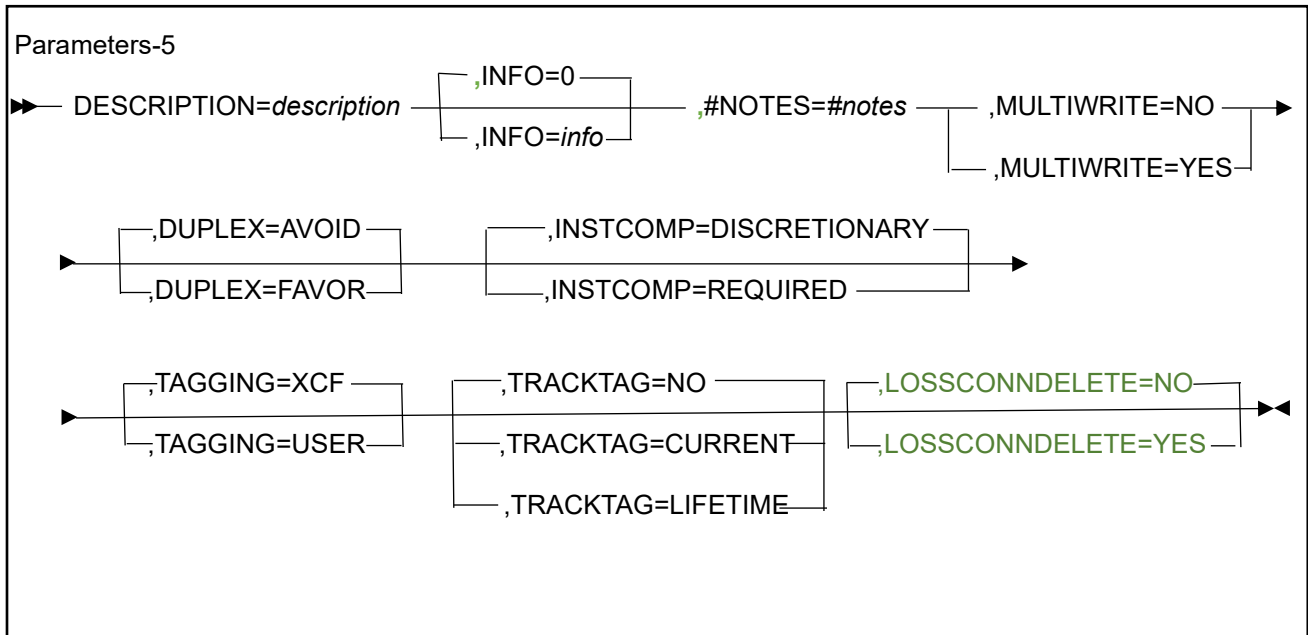 Parameters-5
,INFO=0
DESCRIPTION=description ,#NOTES=#notes ,MULTIWRITE=NO
,INFO=info
,MULTIWRITE=YES
,DUPLEX=AVOID ,INSTCOMP=DISCRETIONARY
,DUPLEX=FAVOR ,INSTCOMP=REQUIRED
,TAGGING=XCF ,TRACKTAG=NO ,LOSSCONNDELETE=NO
,TAGGING=USER ,TRACKTAG=CURRENT ,LOSSCONNDELETE=YES
,TRACKTAG=LIFETIME